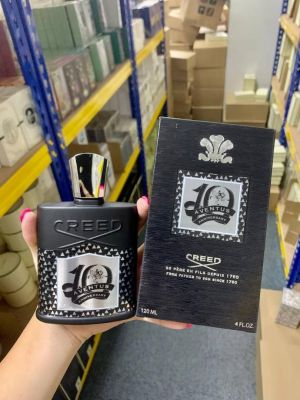 CREED
10
AVENTUS
ANNIVERSARY
10
AVENTUS
ANNIVERSARY
CREED
DE PÈRE EN FILS DEPUIS 1760
FROM FATHER TO SON SINCE 1760
120 ML
4 FL.OZ.